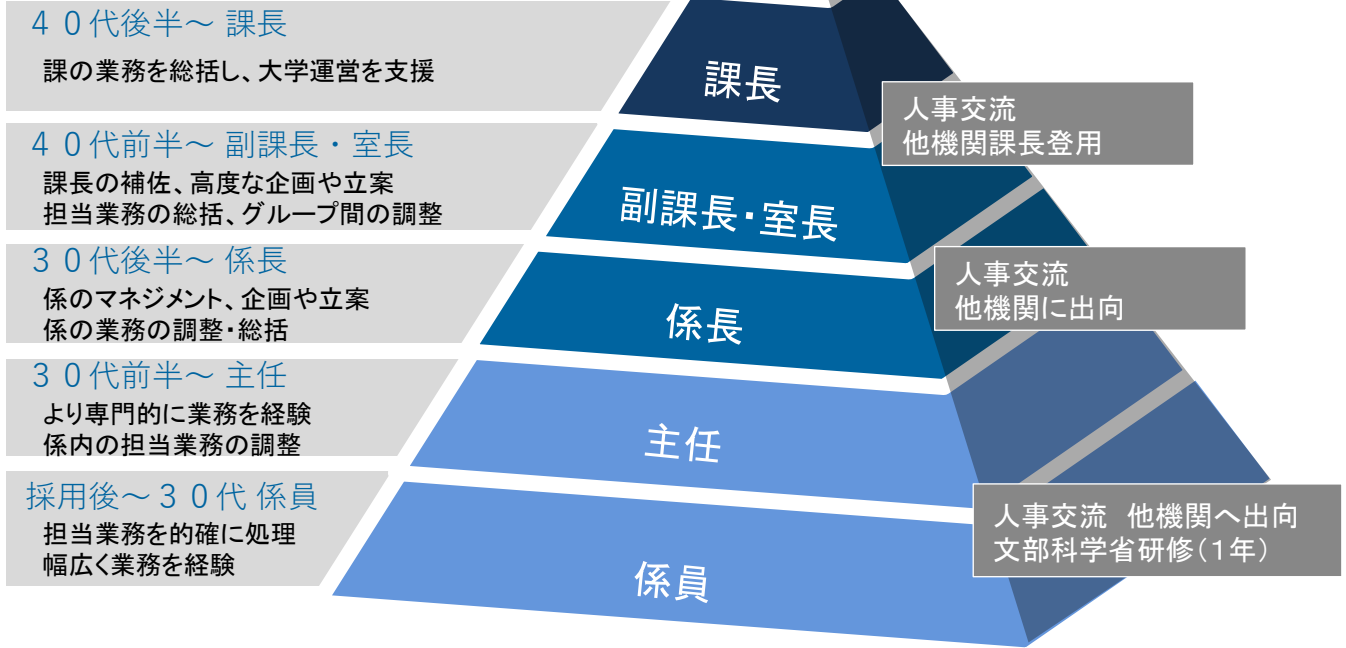 ４０代後半～ 課長
課の業務を総括し、大学運営を支援
課長
人事交流
他機関課長登用
４０代前半～ 副課長・室長
課長の補佐、高度な企画や立案
担当業務の総括、グループ間の調整
副課長・室長
３０代後半～ 係長
係のマネジメント、企画や立案
係の業務の調整・総括
係長
人事交流
他機関に出向
３０代前半～ 主任
より専門的に業務を経験
係内の担当業務の調整
主任
採用後～３０代 係員
担当業務を的確に処理
幅広く業務を経験
係員
人事交流　他機関へ出向
文部科学省研修（１年）